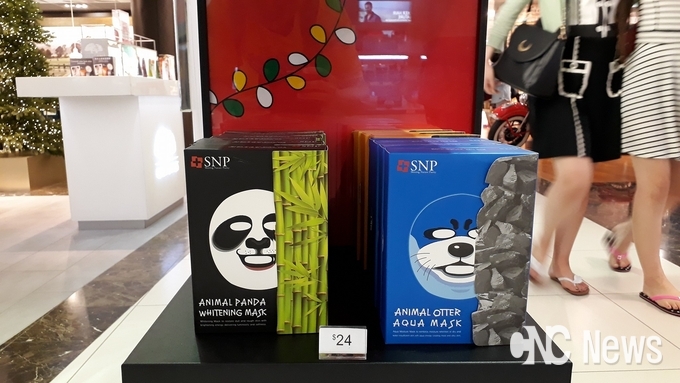 SNP
ANIMAL PANDA
WHITENING MASK
SNP
ANIMAL OTTER
AQUA MASK
$24
CNC News